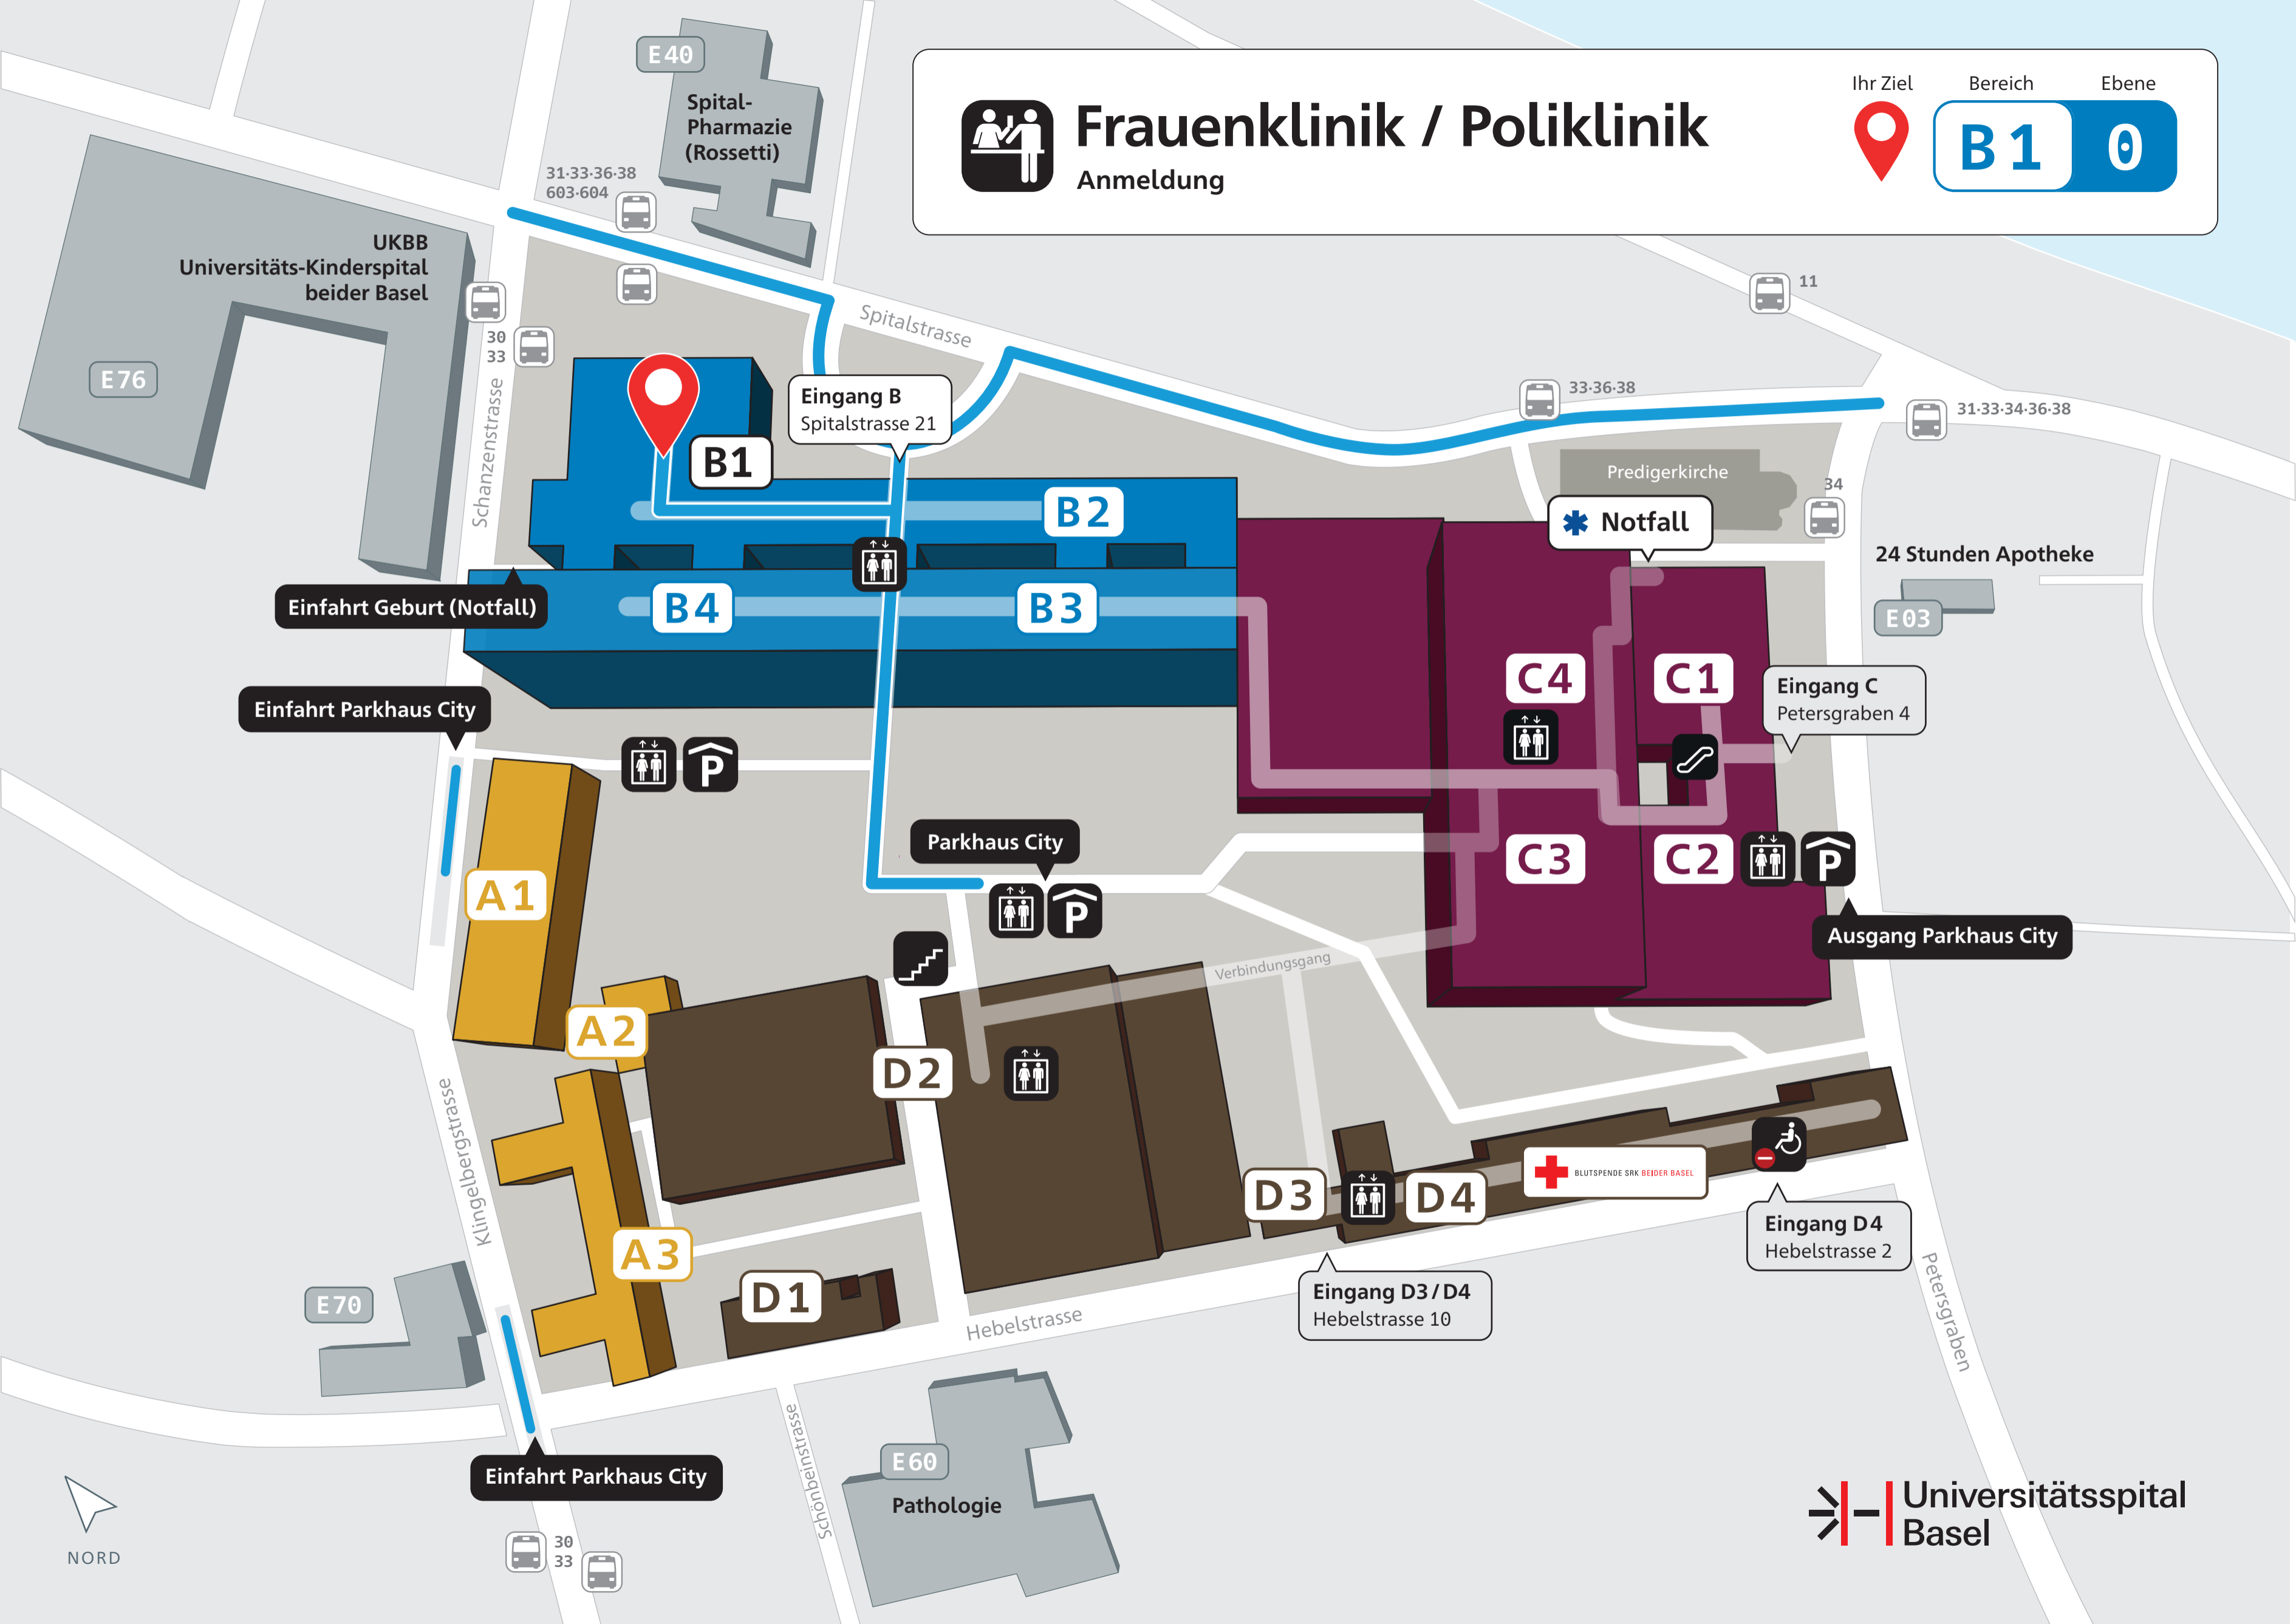 E40
Spital-
Pharmazie
(Rossetti)
Frauenklinik / Poliklinik
Anmeldung
Ihr Ziel
Bereich
Ebene
B1
0
31·33·36·38
603·604
UKBB
Universitäts-Kinderspital
beider Basel
E76
30
33
Schanzenstrasse
Spitalstrasse
11
33·36·38
31·33·34·36·38
Eingang B
Spitalstrasse 21
B1
B2
Predigerkirche
34
Notfall
24 Stunden Apotheke
E03
Einfahrt Geburt (Notfall)
B4
B3
C4
C1
Eingang C
Petersgraben 4
Einfahrt Parkhaus City
P
Parkhaus City
P
C3
C2
P
Ausgang Parkhaus City
A1
Verbindungsgang
A2
D2
Klingelbergstrasse
A3
D1
D3
D4
BLUTSPENDE SRK BEIDER BASEL
Eingang D4
Hebelstrasse 2
Eingang D3/D4
Hebelstrasse 10
Hebelstrasse
Petersgraben
E70
Einfahrt Parkhaus City
Schönbeinstrasse
E60
Pathologie
30
33
NORD
Universitätsspital
Basel